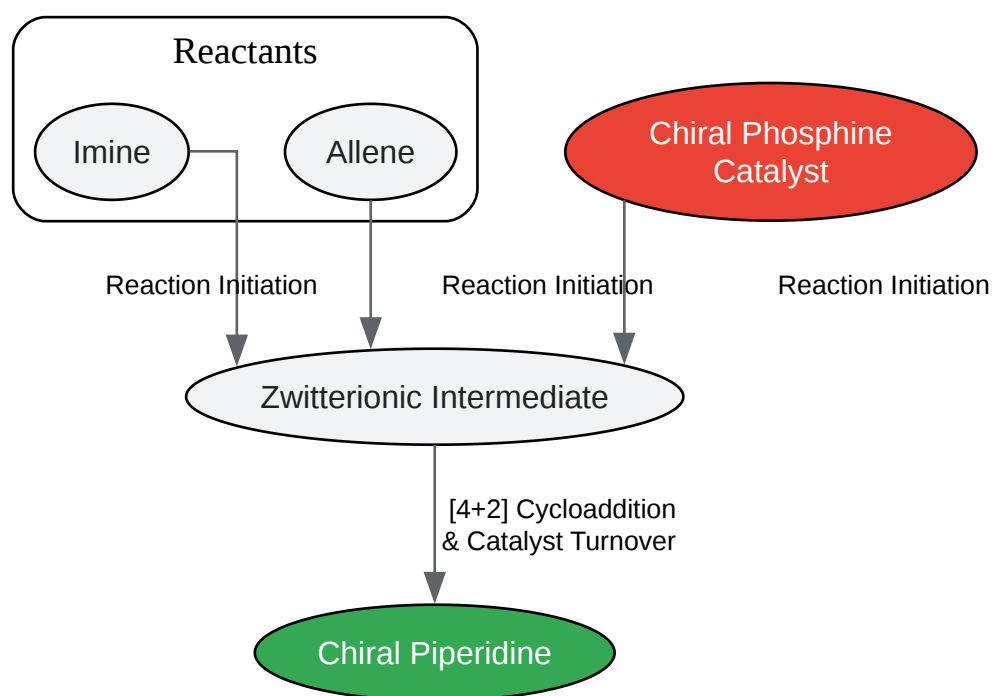 Reactants
Imine
Allene
Chiral Phosphine
Catalyst
Reaction Initiation
Reaction Initiation
Reaction Initiation
Zwitterionic Intermediate
[4+2] Cycloaddition
& Catalyst Turnover
Chiral Piperidine